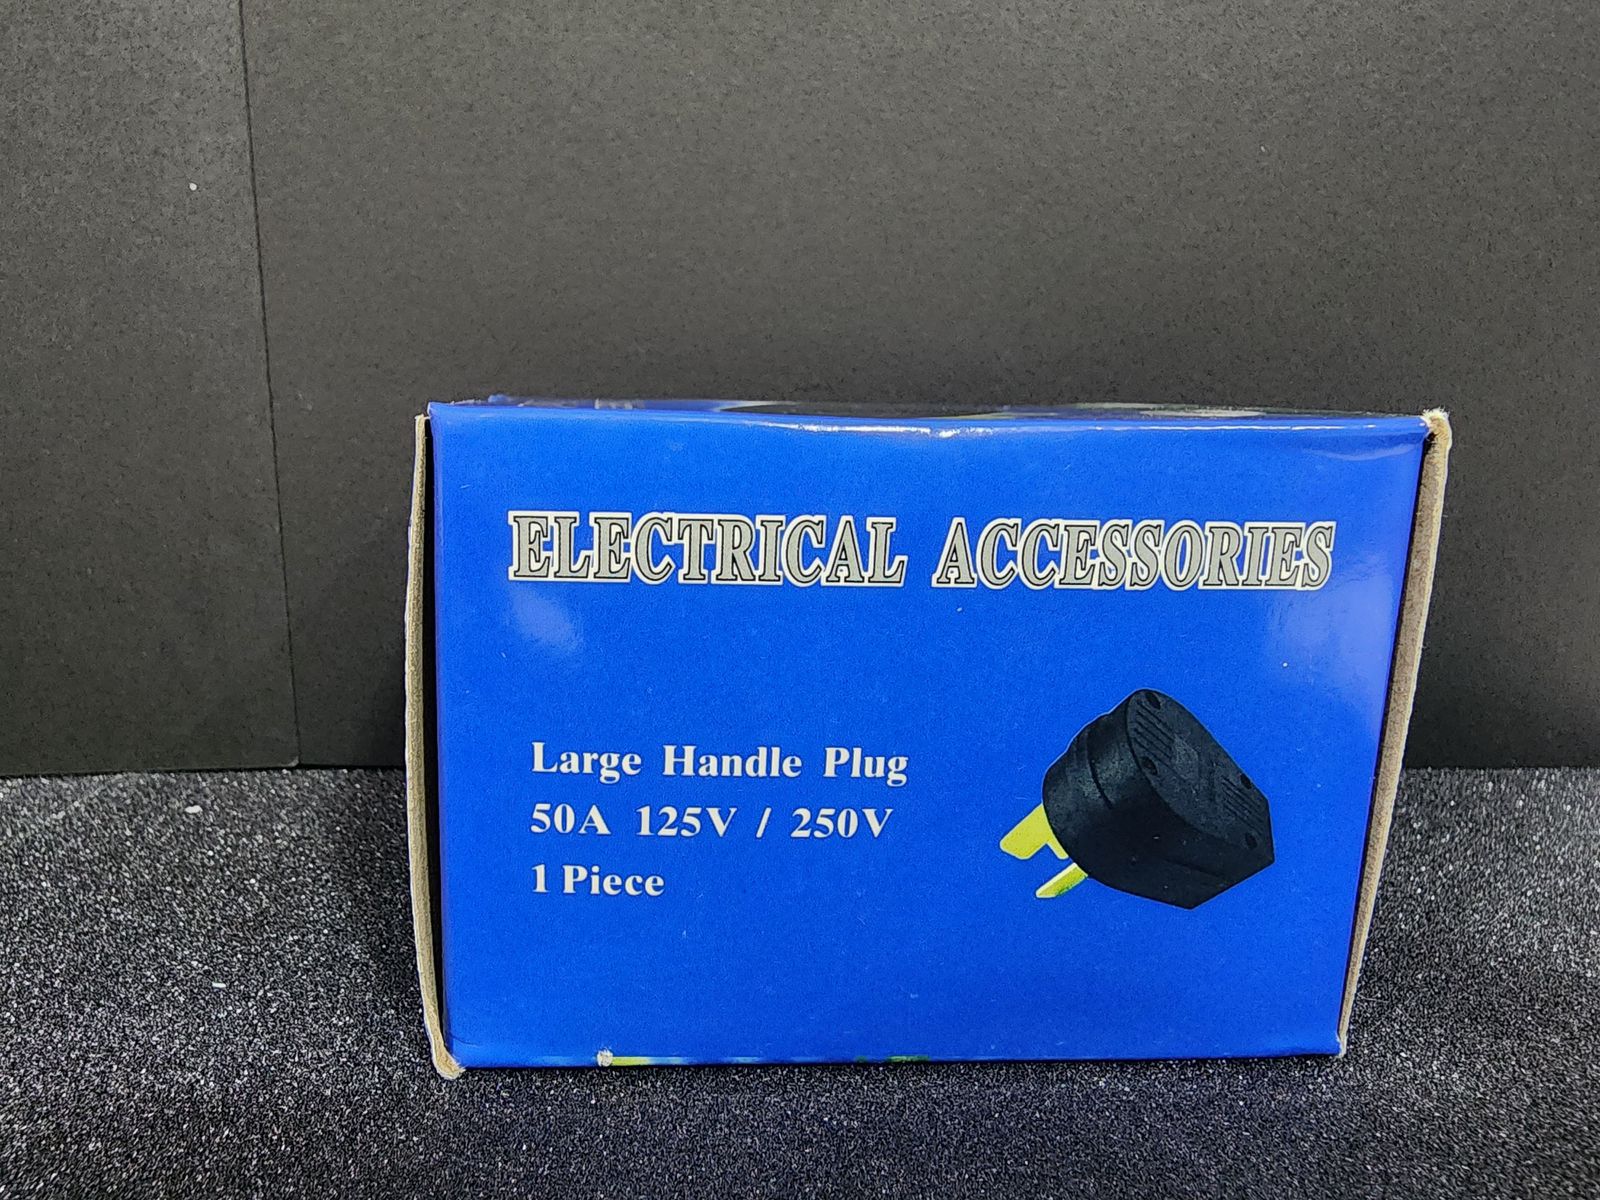 ELECTRICAL ACCESSORIES
Large Handle Plug
50A 125V / 250V
1 Piece